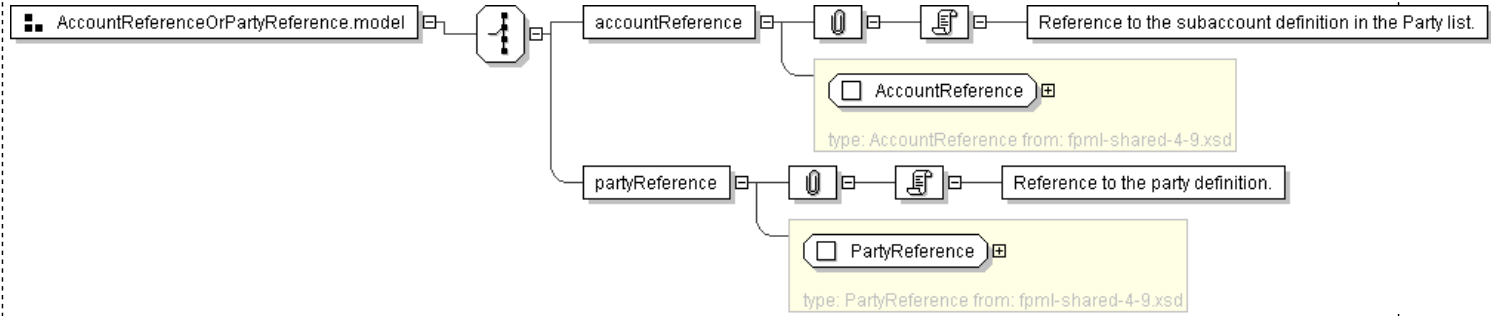 AccountReferenceOrPartyReference.model
accountReference
Reference to the subaccount definition in the Party list.
AccountReference
type: AccountReference from: fpml-shared-4-9.xsd
partyReference
Reference to the party definition.
PartyReference
type: PartyReference from: fpml-shared-4-9.xsd